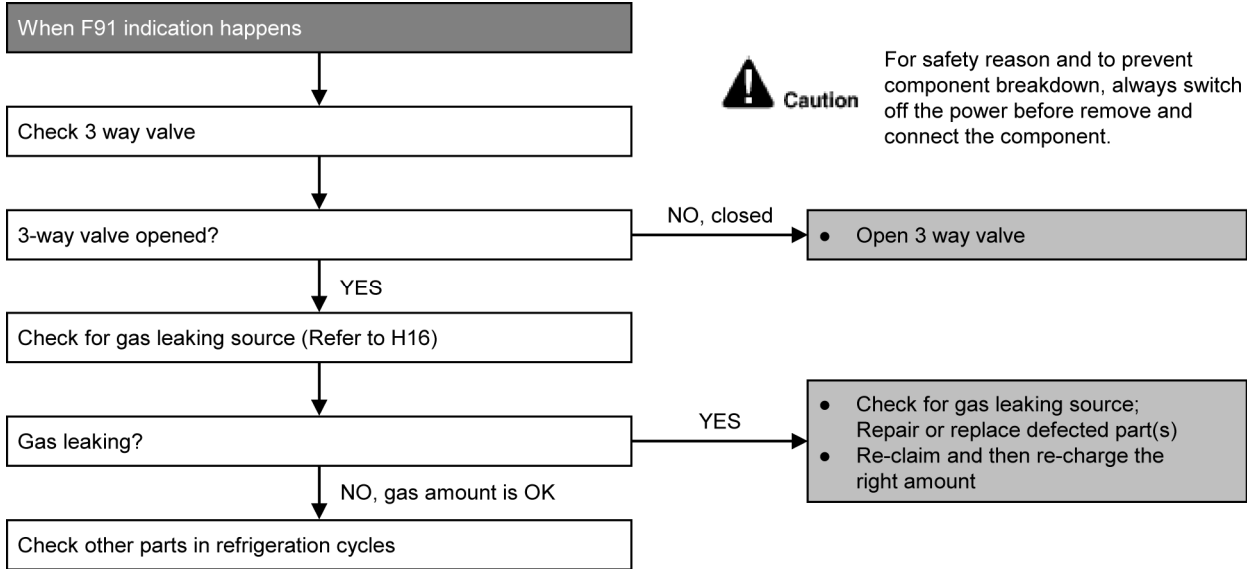 When F91 indication happens
For safety reason and to prevent
component breakdown, always switch
off the power before remove and
connect the component.
Caution
Check 3 way valve
3-way valve opened?
NO, closed
● Open 3 way valve
YES
Check for gas leaking source (Refer to H16)
Gas leaking?
YES
● Check for gas leaking source;
Repair or replace defected part(s)
● Re-claim and then re-charge the
right amount
NO, gas amount is OK
Check other parts in refrigeration cycles